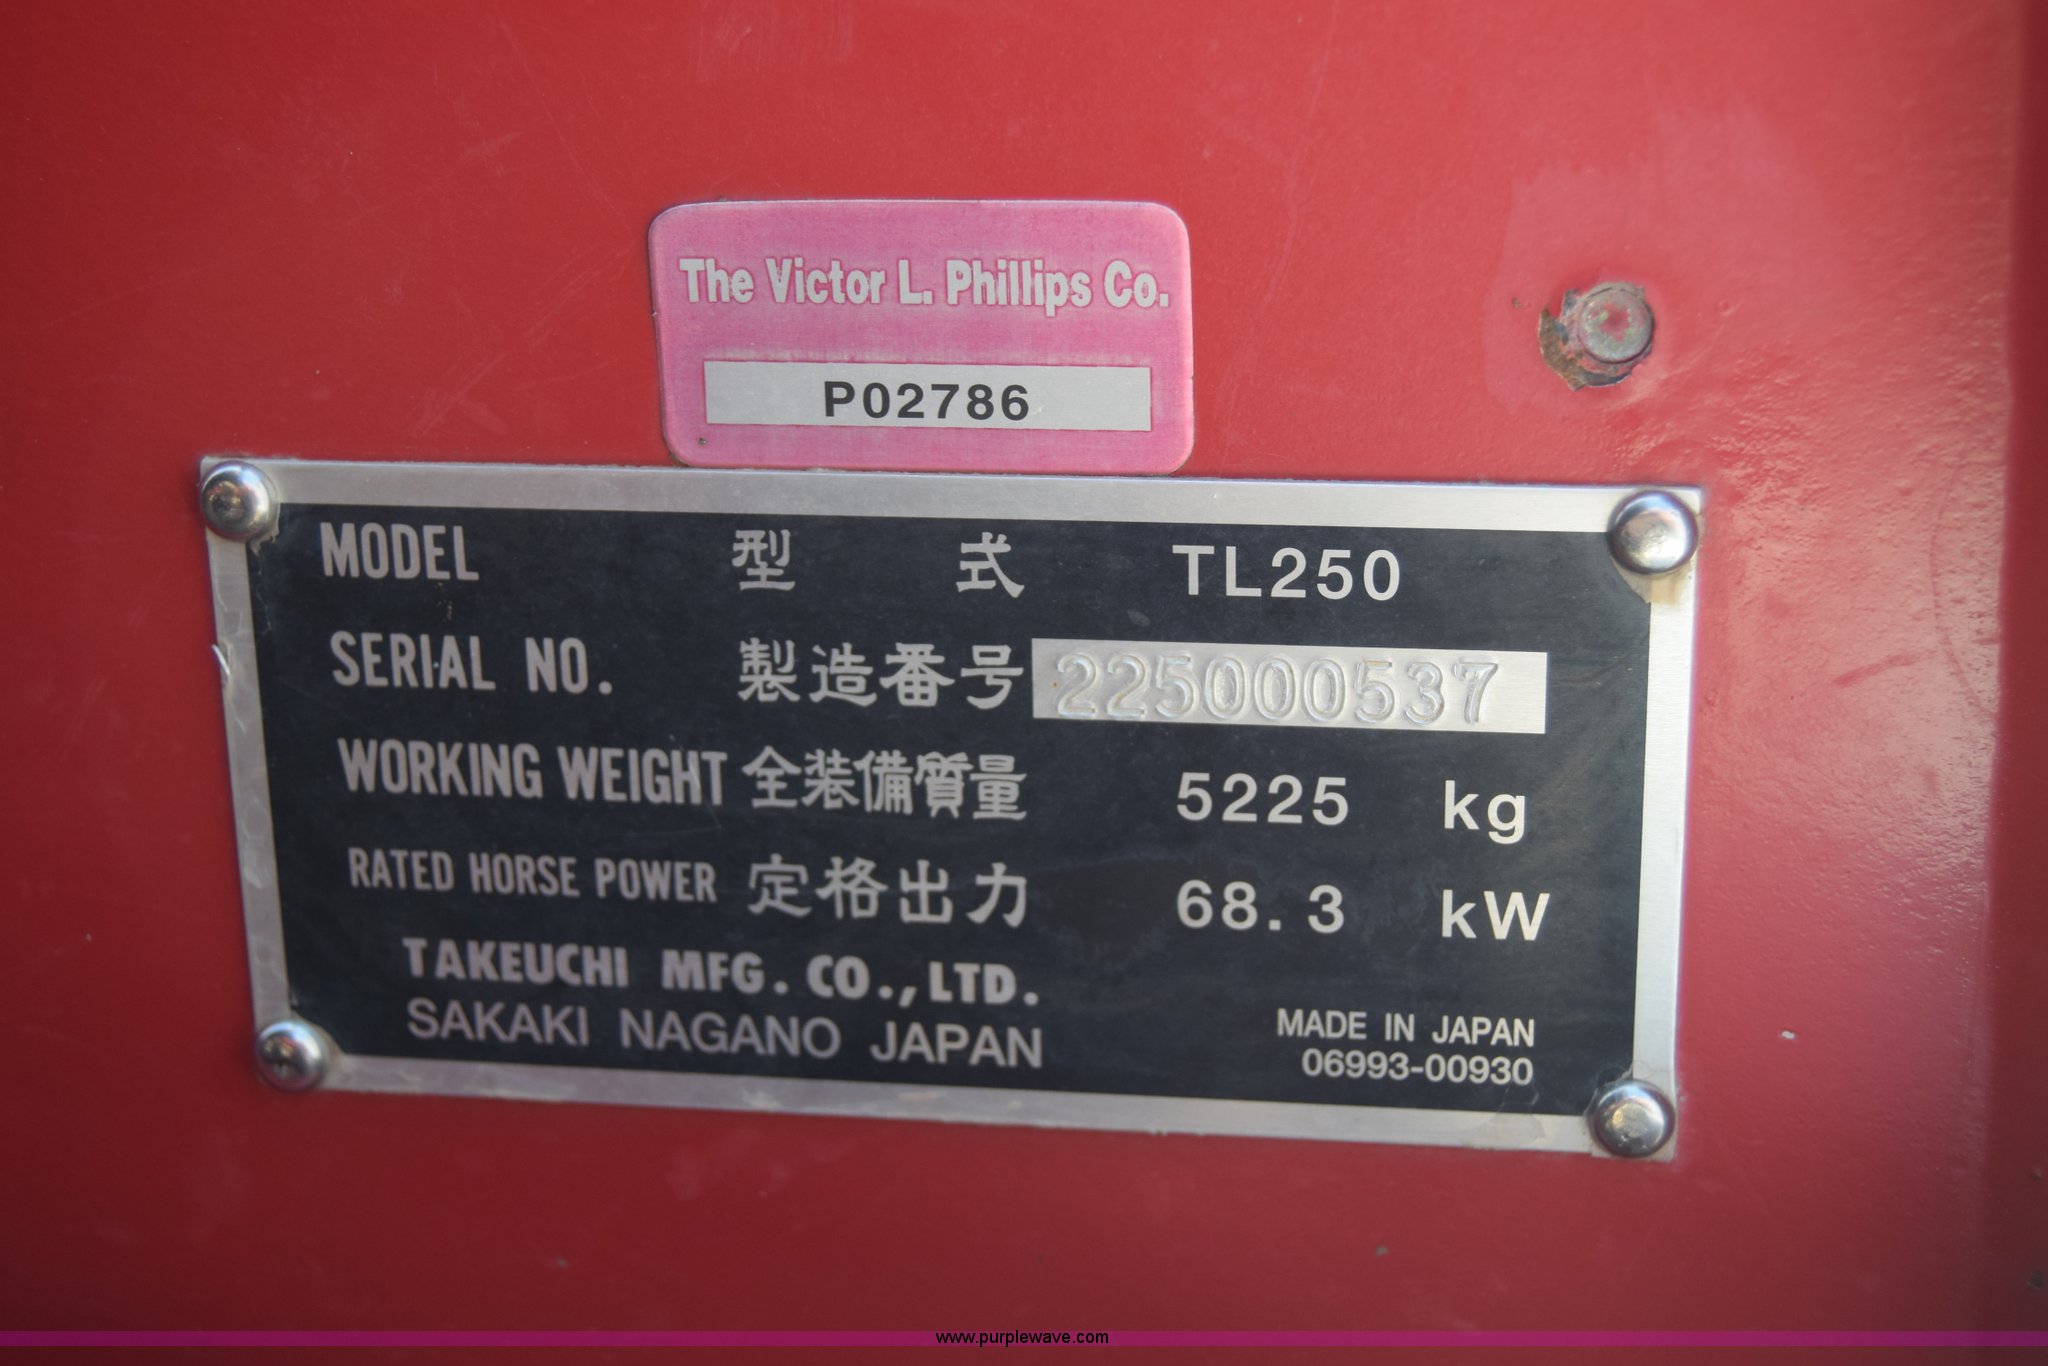 The Victor L. Phillips Co.
P02786
MODEL 型 式 TL250
SERIAL NO. 製造番号 225000537
WORKING WEIGHT 全装備質量 5225 kg
RATED HORSE POWER 定格出力 68.3 kW
TAKEUCHI MFG. CO., LTD.
SAKAKI NAGANO JAPAN
MADE IN JAPAN
06993-00930
www.purplewave.com